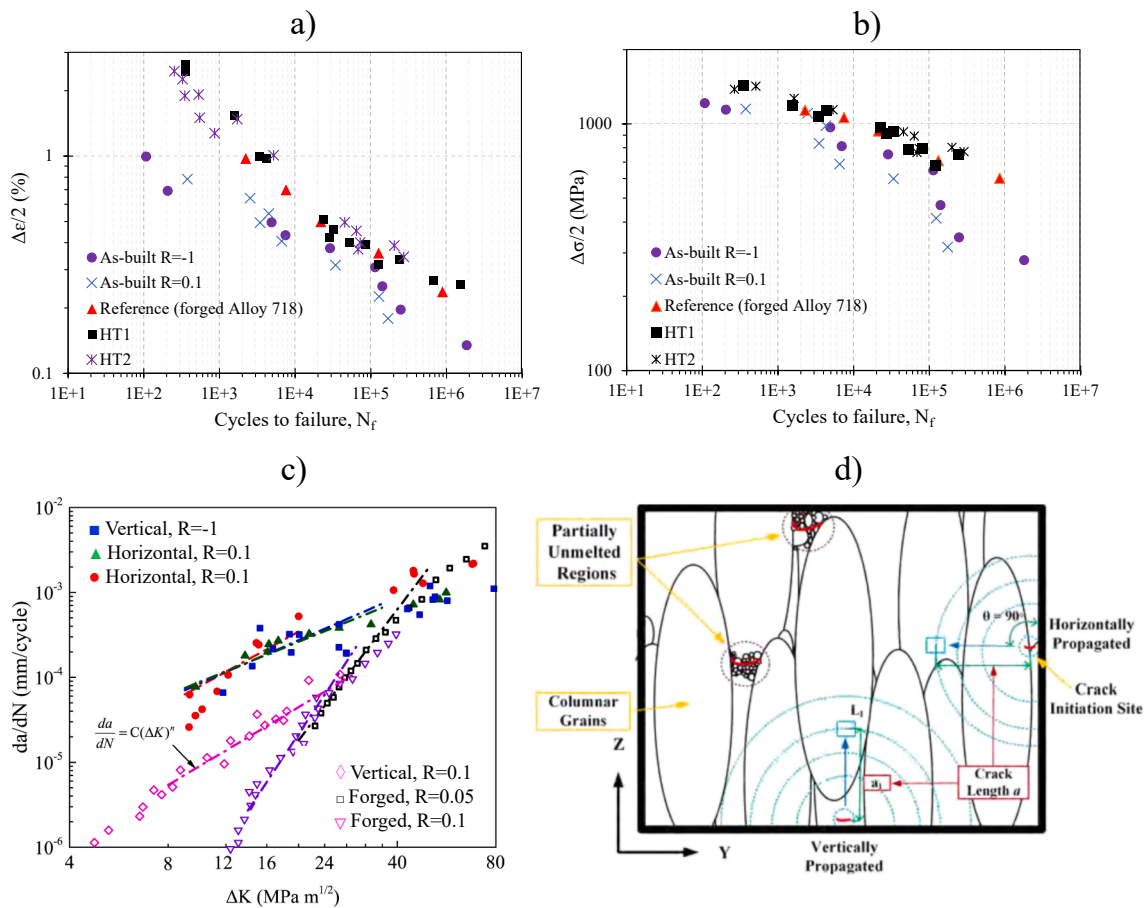 a)
Δε/2 (%)
1
0.1
As-built R=-1
As-built R=0.1
Reference (forged Alloy 718)
HT1
HT2
1E+1 1E+2 1E+3 1E+4 1E+5 1E+6 1E+7
Cycles to failure, Nf
b)
Δσ/2 (MPa)
1000
100
As-built R=-1
As-built R=0.1
Reference (forged Alloy 718)
HT1
HT2
1E+1 1E+2 1E+3 1E+4 1E+5 1E+6 1E+7
Cycles to failure, Nf
c)
da/dN (mm/cycle)
10⁻²
10⁻³
10⁻⁴
10⁻⁵
10⁻⁶
Vertical, R=-1
Horizontal, R=0.1
Horizontal, R=0.1
da/dN = C(ΔK)ⁿ
Vertical, R=0.1
Forged, R=0.05
Forged, R=0.1
4 8 12 16 24 40 80
ΔK (MPa m^1/2)
d)
Partially
Unmelted
Regions
θ = 90°
Horizontally
Propagated
Crack
Initiation Site
Columnar
Grains
L₁
Z
a₁
Crack
Length a
Y
Vertically
Propagated